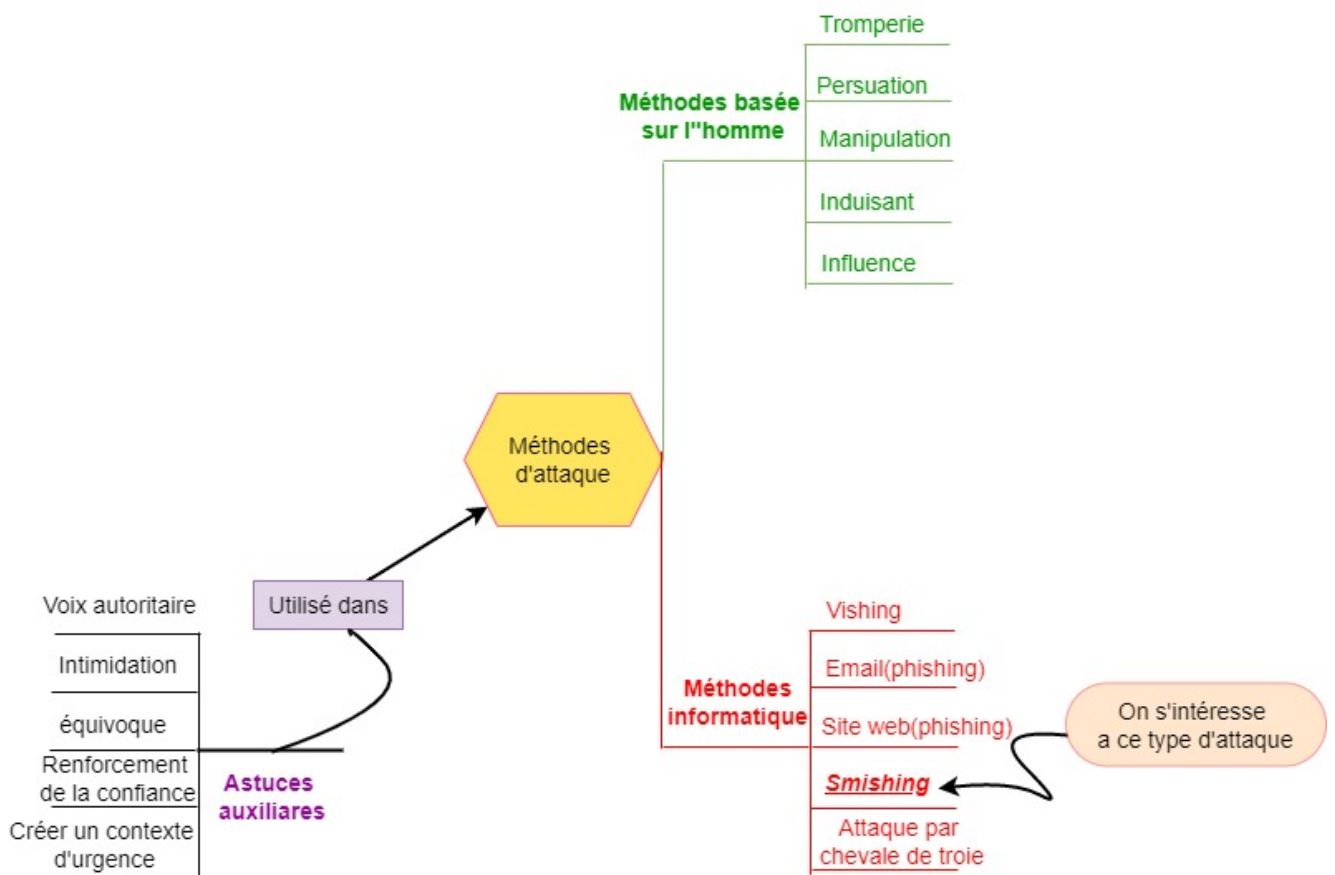 Tromperie
Persuation
Méthodes basée
sur l"homme
Manipulation
Induisant
Influence
Méthodes
d'attaque
Utilisé dans
Voix autoritaire
Intimidation
équivoque
Renforcement
de la confiance
Créer un contexte
d'urgence
Astuces
auxiliares
Vishing
Email(phishing)
Méthodes
informatique
Site web(phishing)
Smishing
Attaque par
chevale de troie
On s'intéresse
a ce type d'attaque